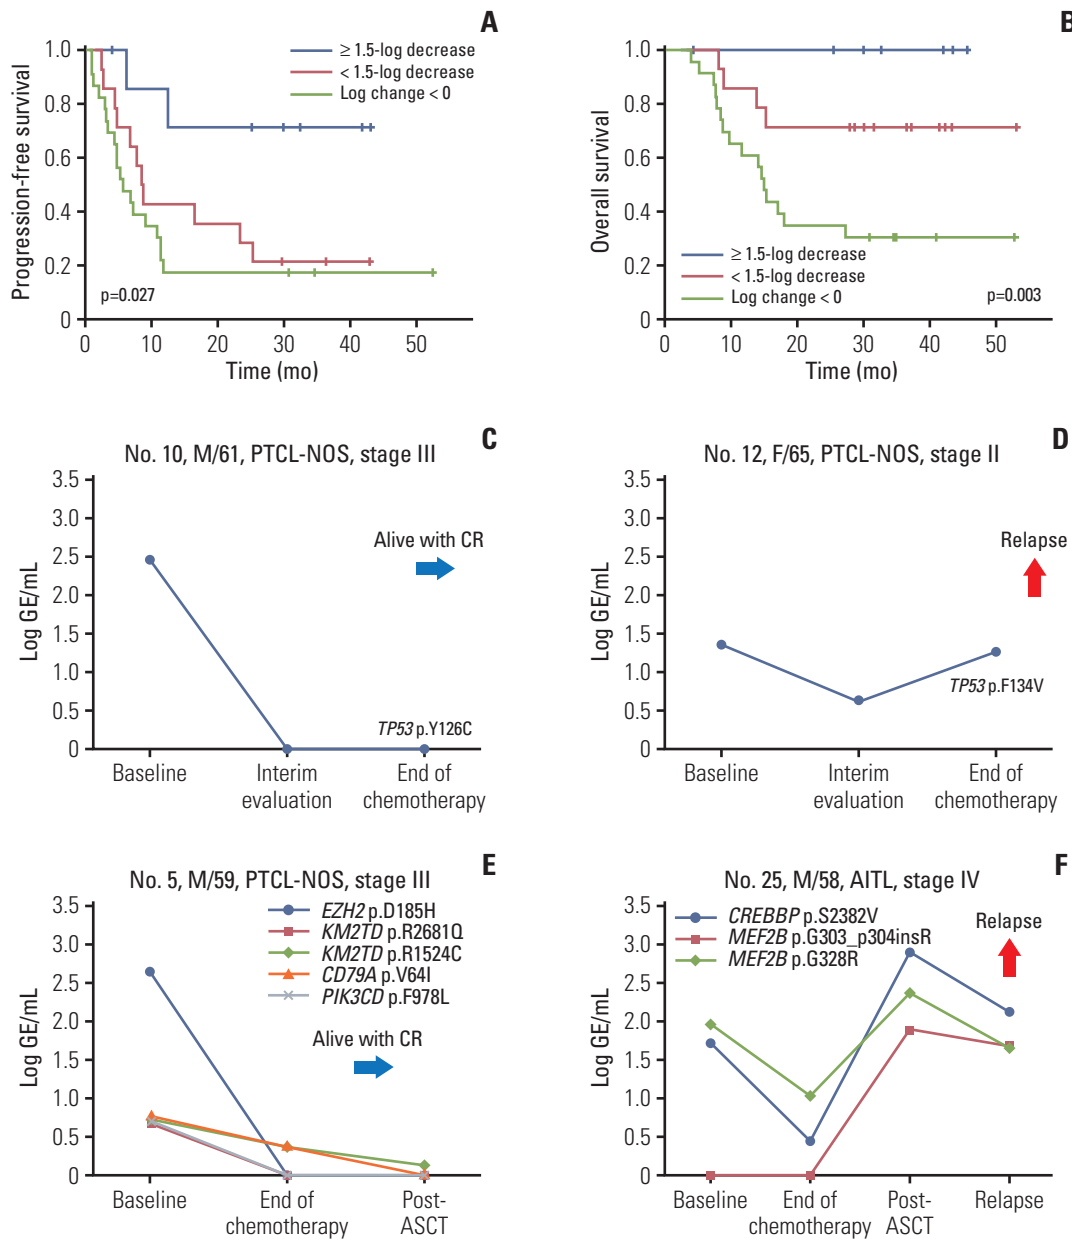 A
Progression-free survival
1.0
0.8
0.6
0.4
0.2
0
≥ 1.5-log decrease
< 1.5-log decrease
Log change < 0
p=0.027
0 10 20 30 40 50
Time (mo)
B
Overall survival
1.0
0.8
0.6
0.4
0.2
0
≥ 1.5-log decrease
< 1.5-log decrease
Log change < 0
p=0.003
0 10 20 30 40 50
Time (mo)
C
No. 10, M/61, PTCL-NOS, stage III
Log GE/mL
3.5
3.0
2.5
2.0
1.5
1.0
0.5
0
Alive with CR
TP53 p.Y126C
Baseline Interim End of
evaluation chemotherapy
D
No. 12, F/65, PTCL-NOS, stage II
Log GE/mL
3.5
3.0
2.5
2.0
1.5
1.0
0.5
0
Relapse
TP53 p.F134V
Baseline Interim End of
evaluation chemotherapy
E
No. 5, M/59, PTCL-NOS, stage III
Log GE/mL
3.5
3.0
2.5
2.0
1.5
1.0
0.5
0
EZH2 p.D185H
KM2TD p.R2681Q
KM2TD p.R1524C
CD79A p.V64I
PIK3CD p.F978L
Alive with CR
Baseline End of Post-
chemotherapy ASCT
F
No. 25, M/58, AITL, stage IV
Log GE/mL
3.5
3.0
2.5
2.0
1.5
1.0
0.5
0
CREBBP p.S2382V
MEF2B p.G303_p304insR
MEF2B p.G328R
Relapse
Baseline End of Post- Relapse
chemotherapy ASCT